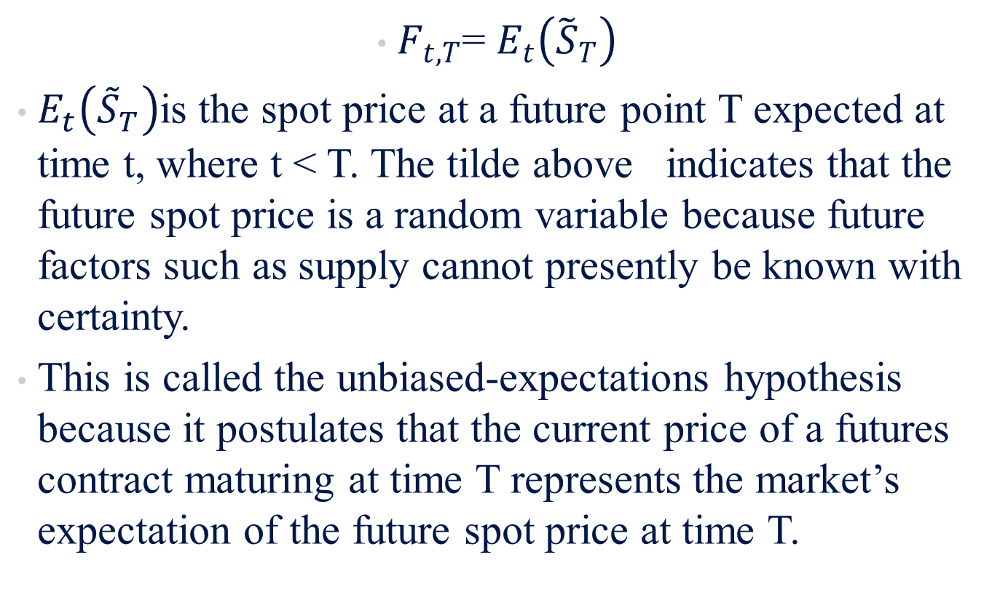 • F_{t,T}= E_t(S̃_T)
• E_t(S̃_T)is the spot price at a future point T expected at
time t, where t < T. The tilde above   indicates that the
future spot price is a random variable because future
factors such as supply cannot presently be known with
certainty.
• This is called the unbiased-expectations hypothesis
because it postulates that the current price of a futures
contract maturing at time T represents the market’s
expectation of the future spot price at time T.